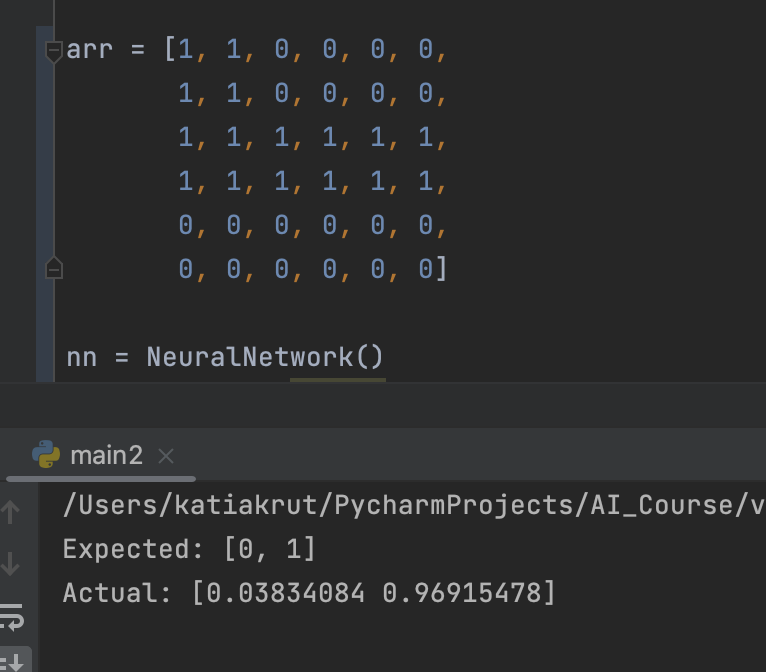 arr = [1, 1, 0, 0, 0, 0,
1, 1, 0, 0, 0, 0,
1, 1, 1, 1, 1, 1,
1, 1, 1, 1, 1, 1,
0, 0, 0, 0, 0, 0,
0, 0, 0, 0, 0, 0]
nn = NeuralNetwork()
main2
/Users/katiakrut/PycharmProjects/AI_Course/v
Expected: [0, 1]
Actual: [0.03834084 0.96915478]